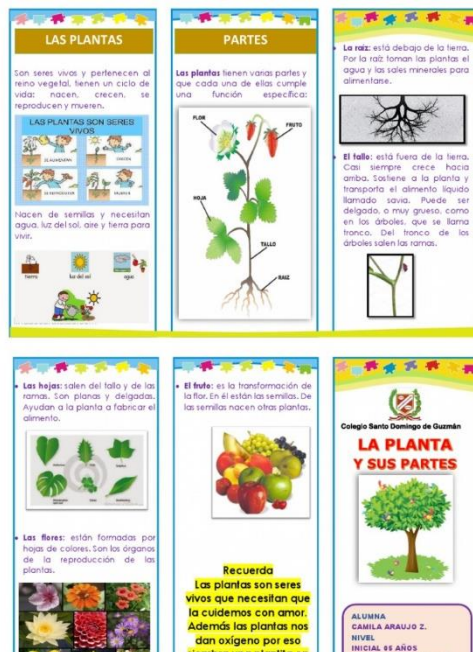 LAS PLANTAS
Son seres vivos y pertenecen al
reino vegetal, tienen un ciclo de
vida: nacen, crecen, se
reproducen y mueren.
LAS PLANTAS SON SERES
VIVOS
SE ALIMENTAN
CRECEN
SE REPRODUCEN
MUEREN
Nacen de semillas y necesitan
agua, luz del sol, aire y tierra para
vivir.
tierra
luz del sol
agua
PARTES
Las plantas tienen varias partes y
que cada una de ellas cumple
una función específica:
FLOR
FRUTO
HOJA
TALLO
RAIZ
La raíz: está debajo de la tierra.
Por la raíz toman las plantas el
agua y las sales minerales para
alimentarse.
El tallo: está fuera de la tierra.
Casi siempre crece hacia
arriba. Sostiene a la planta y
transporta el alimento líquido
llamado savia. Puede ser
delgado, o muy grueso, como
en los árboles, que se llama
tronco. Del tronco de los
árboles salen las ramas.
Las hojas: salen del tallo y de las
ramas. Son planas y delgadas.
Ayudan a la planta a fabricar el
alimento.
Las flores: están formadas por
hojas de colores. Son los órganos
de la reproducción de las
plantas.
El fruto: es la transformación de
la flor. En él están las semillas. De
las semillas nacen otras plantas.
Recuerda
Las plantas son seres
vivos que necesitan que
la cuidemos con amor.
Además las plantas nos
dan oxígeno por eso
Colegio Santo Domingo de Guzmán
LA PLANTA
Y SUS PARTES
ALUMNA
CAMILA ARAUJO Z.
NIVEL
INICIAL 05 AÑOS